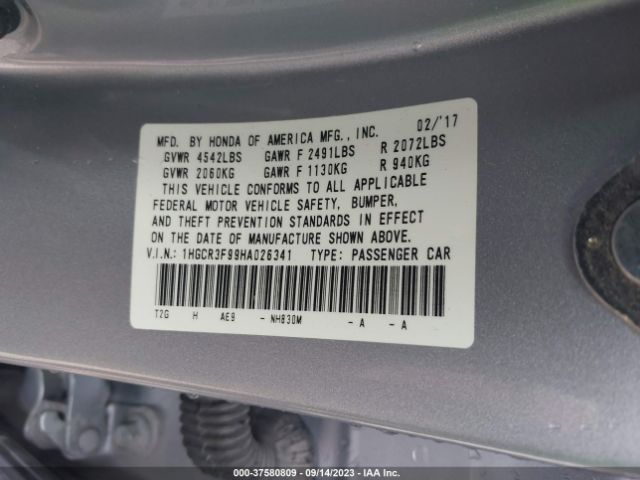 MFD. BY HONDA OF AMERICA MFG., INC. 02/'17
GVWR 4542LBS GAWR F 2491LBS R 2072LBS
GVWR 2060KG GAWR F 1130KG R 940KG
THIS VEHICLE CONFORMS TO ALL APPLICABLE
FEDERAL MOTOR VEHICLE SAFETY, BUMPER,
AND THEFT PREVENTION STANDARDS IN EFFECT
ON THE DATE OF MANUFACTURE SHOWN ABOVE.
V.I.N.: 1HGCR3F99HA026341 TYPE: PASSENGER CAR
T2G H AE9 - NH830M - A - A
000-37580809 - 09/14/2023 - IAA Inc.